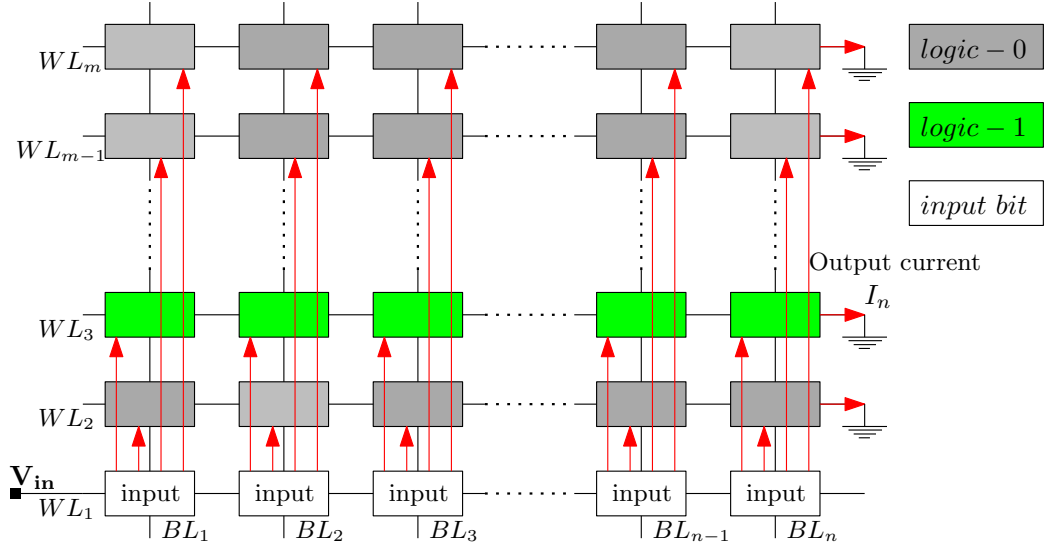 WL_m
logic − 0
WL_{m−1}
logic − 1
input bit
Output current
I_n
WL_3
WL_2
V_in
input input input input input
WL_1
BL_1 BL_2 BL_3 BL_{n−1} BL_n